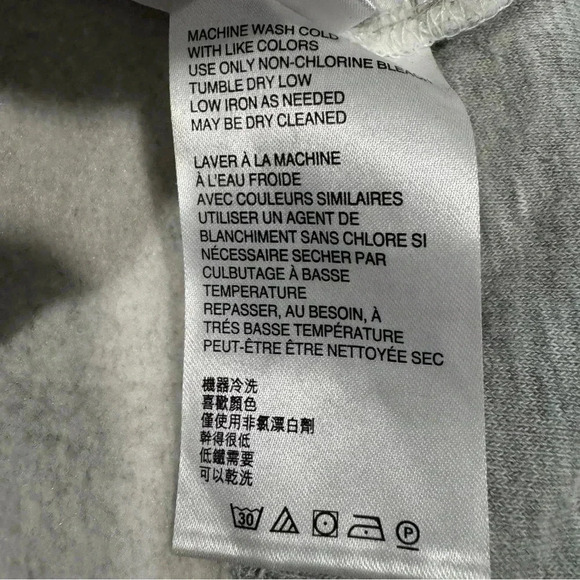 MACHINE WASH COLD
WITH LIKE COLORS
USE ONLY NON-CHLORINE BLEACH
TUMBLE DRY LOW
LOW IRON AS NEEDED
MAY BE DRY CLEANED
LAVER À LA MACHINE
À L'EAU FROIDE
AVEC COULEURS SIMILAIRES
UTILISER UN AGENT DE
BLANCHIMENT SANS CHLORE SI
NÉCESSAIRE SECHER PAR
CULBUTAGE À BASSE
TEMPERATURE
REPASSER, AU BESOIN, À
TRÉS BASSE TEMPÉRATURE
PEUT-ÊTRE ÊTRE NETTOYÉE SEC
機器冷洗
喜歡顏色
僅使用非氯漂白劑
幹得很低
低鐵需要
可以乾洗
30 P